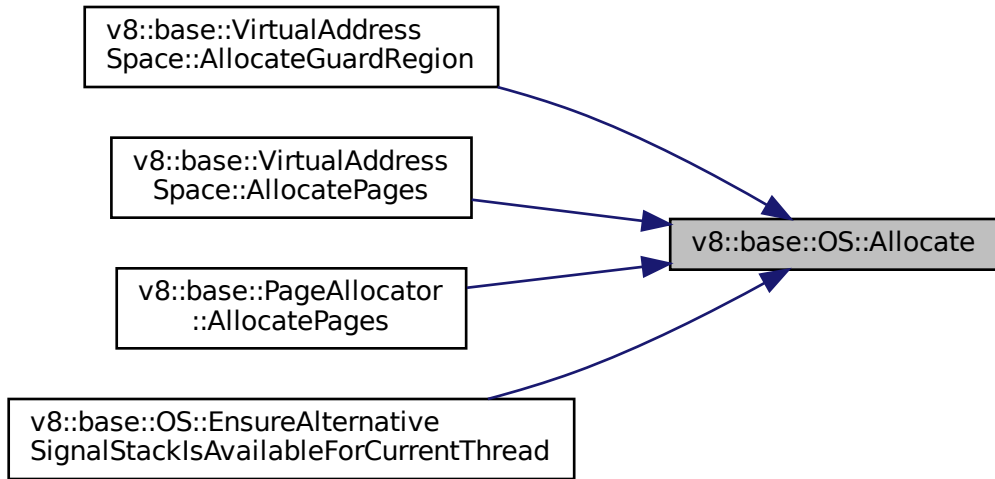 v8::base::VirtualAddress
Space::AllocateGuardRegion
v8::base::VirtualAddress
Space::AllocatePages
v8::base::OS::Allocate
v8::base::PageAllocator
::AllocatePages
v8::base::OS::EnsureAlternative
SignalStackIsAvailableForCurrentThread